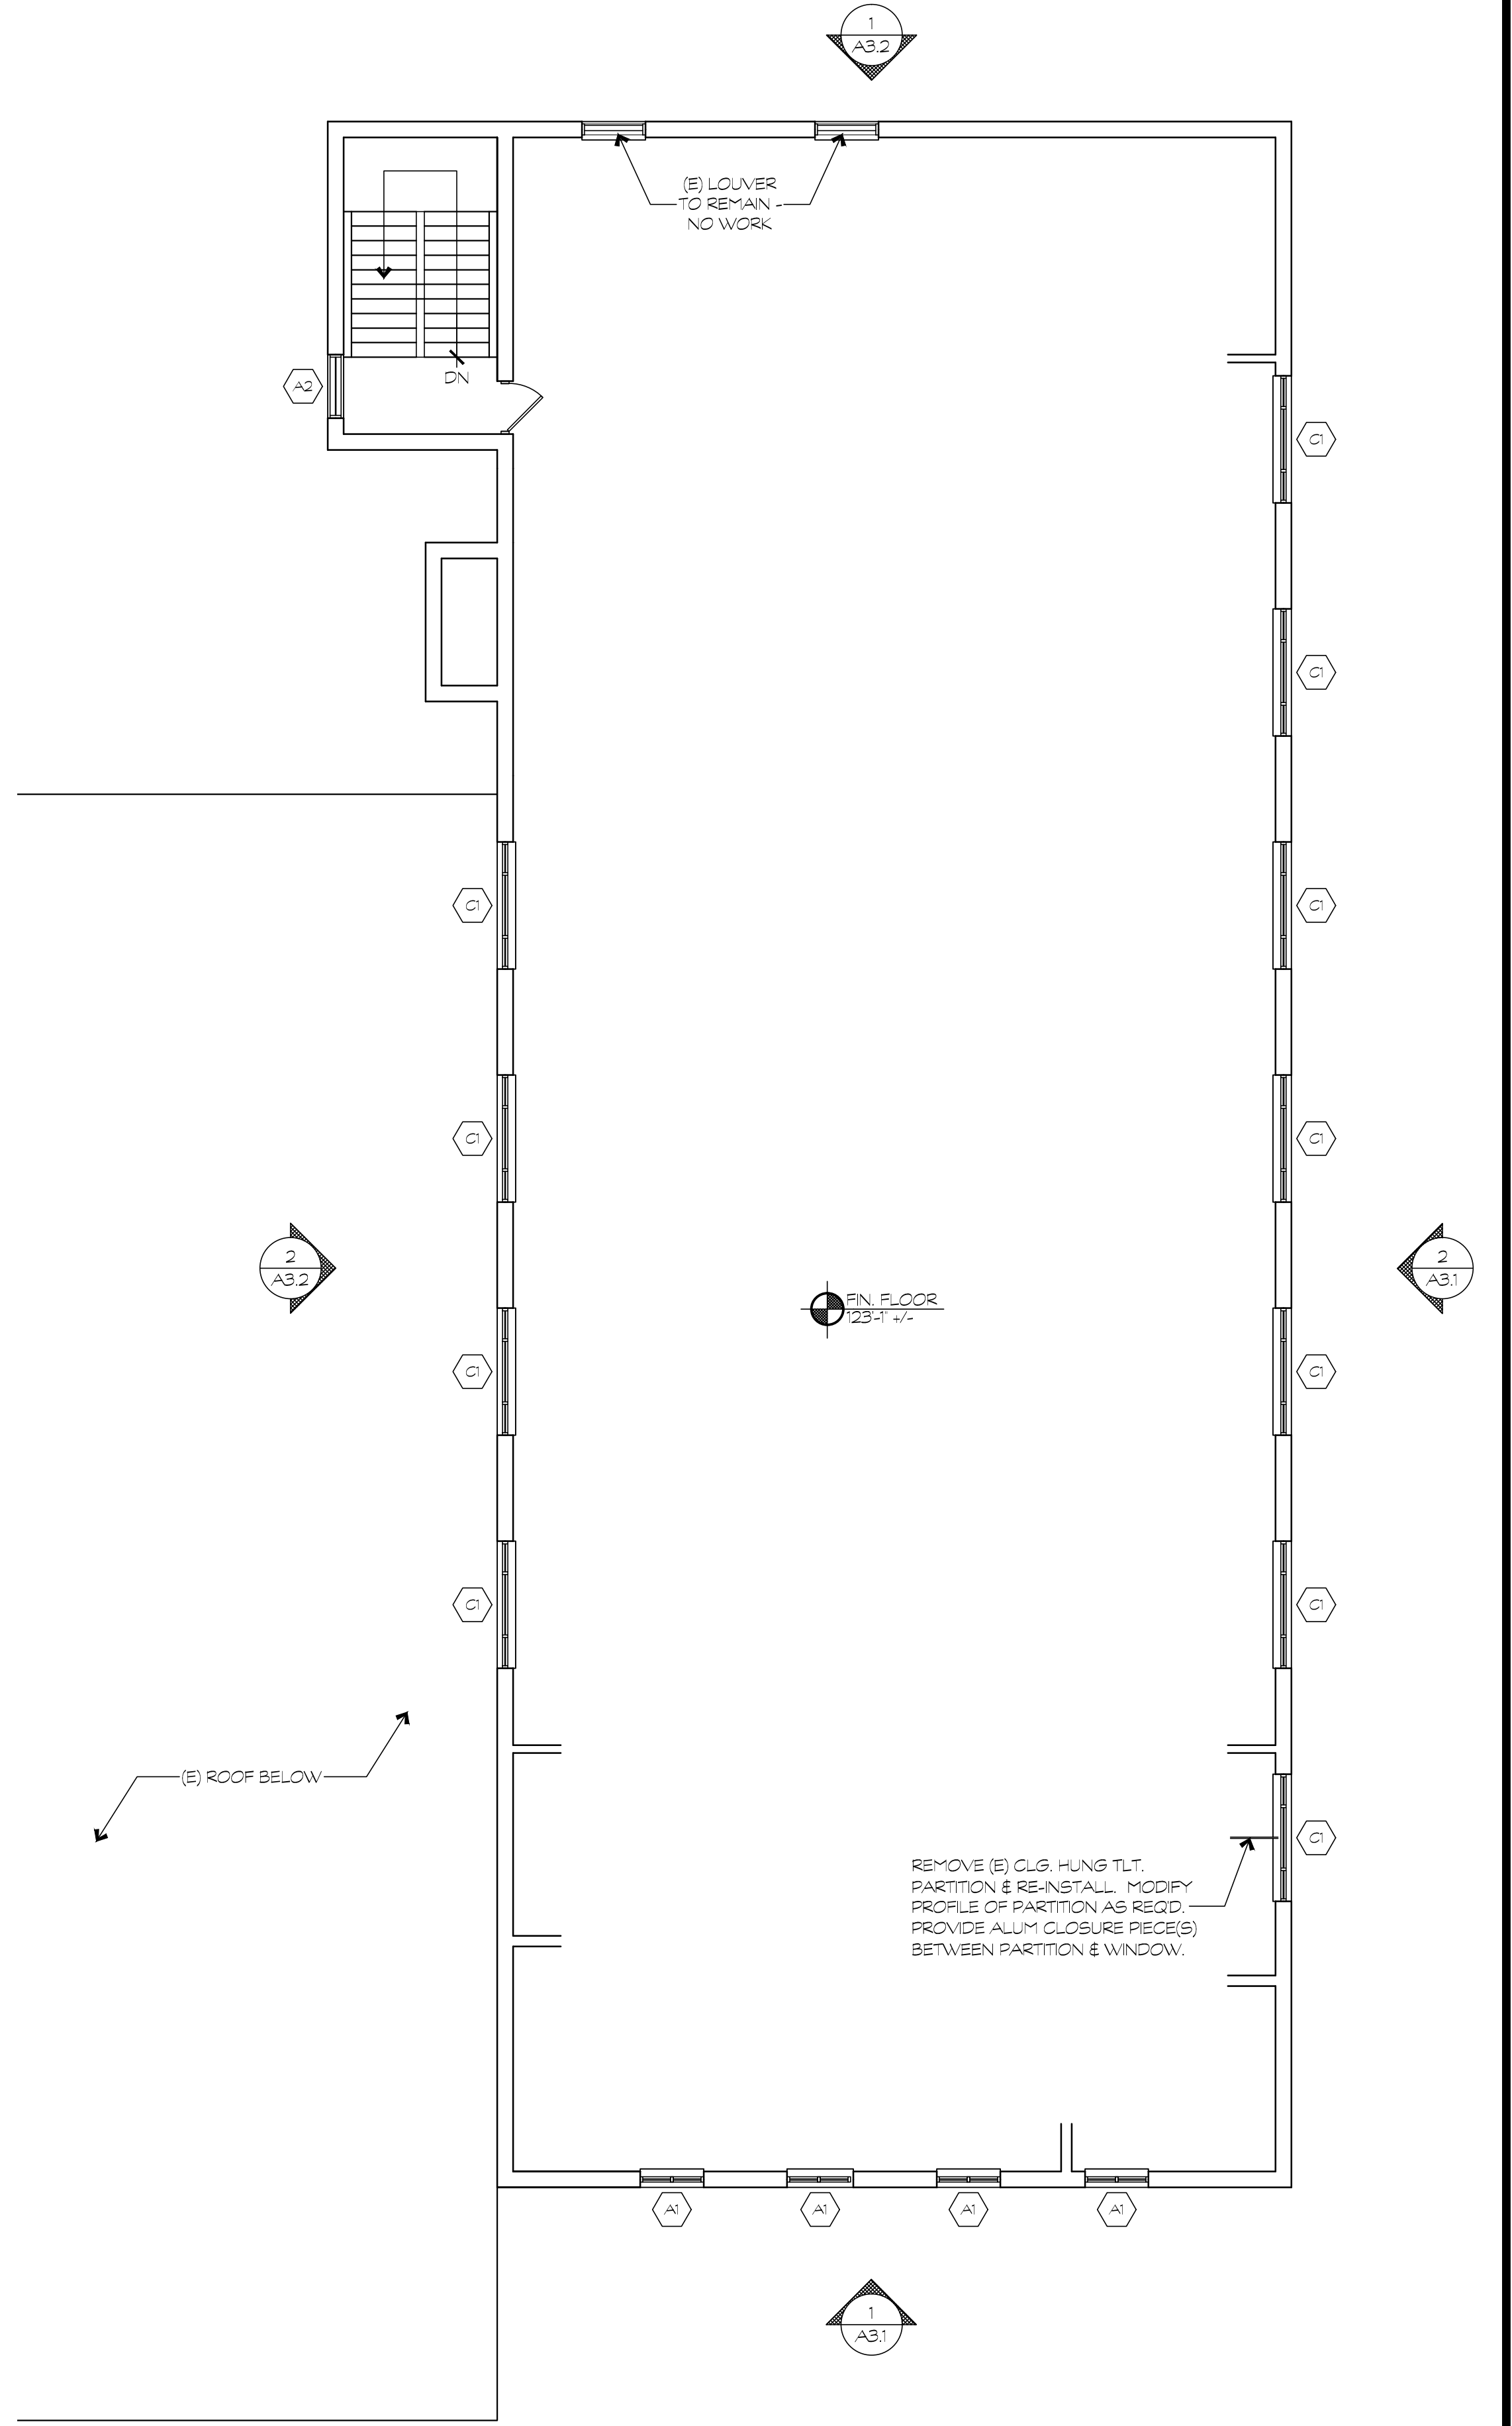 1
A3.2
(E) LOUVER
TO REMAIN -
NO WORK
DN
A2
C1
C1
C1
C1
C1
C1
2
A3.2
2
A3.1
FIN. FLOOR
123'-1" +/-
C1
C1
C1
C1
(E) ROOF BELOW
C1
REMOVE (E) CLG. HUNG TLT.
PARTITION & RE-INSTALL. MODIFY
PROFILE OF PARTITION AS REQ'D.
PROVIDE ALUM CLOSURE PIECE(S)
BETWEEN PARTITION & WINDOW.
A1
A1
A1
A1
1
A3.1